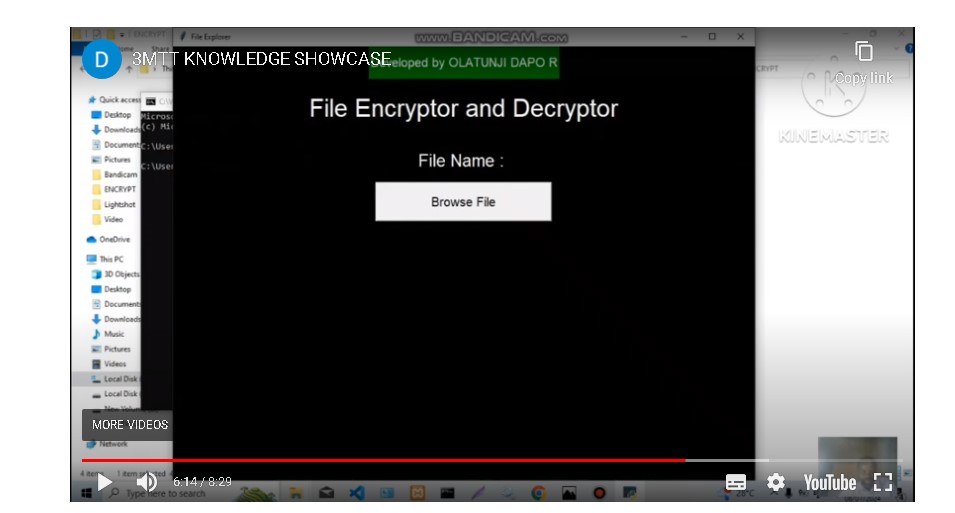 ENCRYPT
File Explorer
www.BANDICAM.com
D
3MTT KNOWLEDGE SHOWCASE
eloped by OLATUNJI DAPO R
Copy link
KINEMASTER
File Encryptor and Decryptor
File Name :
Browse File
Quick access
Desktop
Downloads
Documents
Pictures
Bandicam
ENCRYPT
Lightshot
Video
OneDrive
This PC
3D Objects
Desktop
Documents
Downloads
Music
Pictures
Videos
Local Disk
Local Disk
Network
Micros
(c) Mic
C:\User
C:\User
MORE VIDEOS
6:14 / 8:29
YouTube
Type here to search